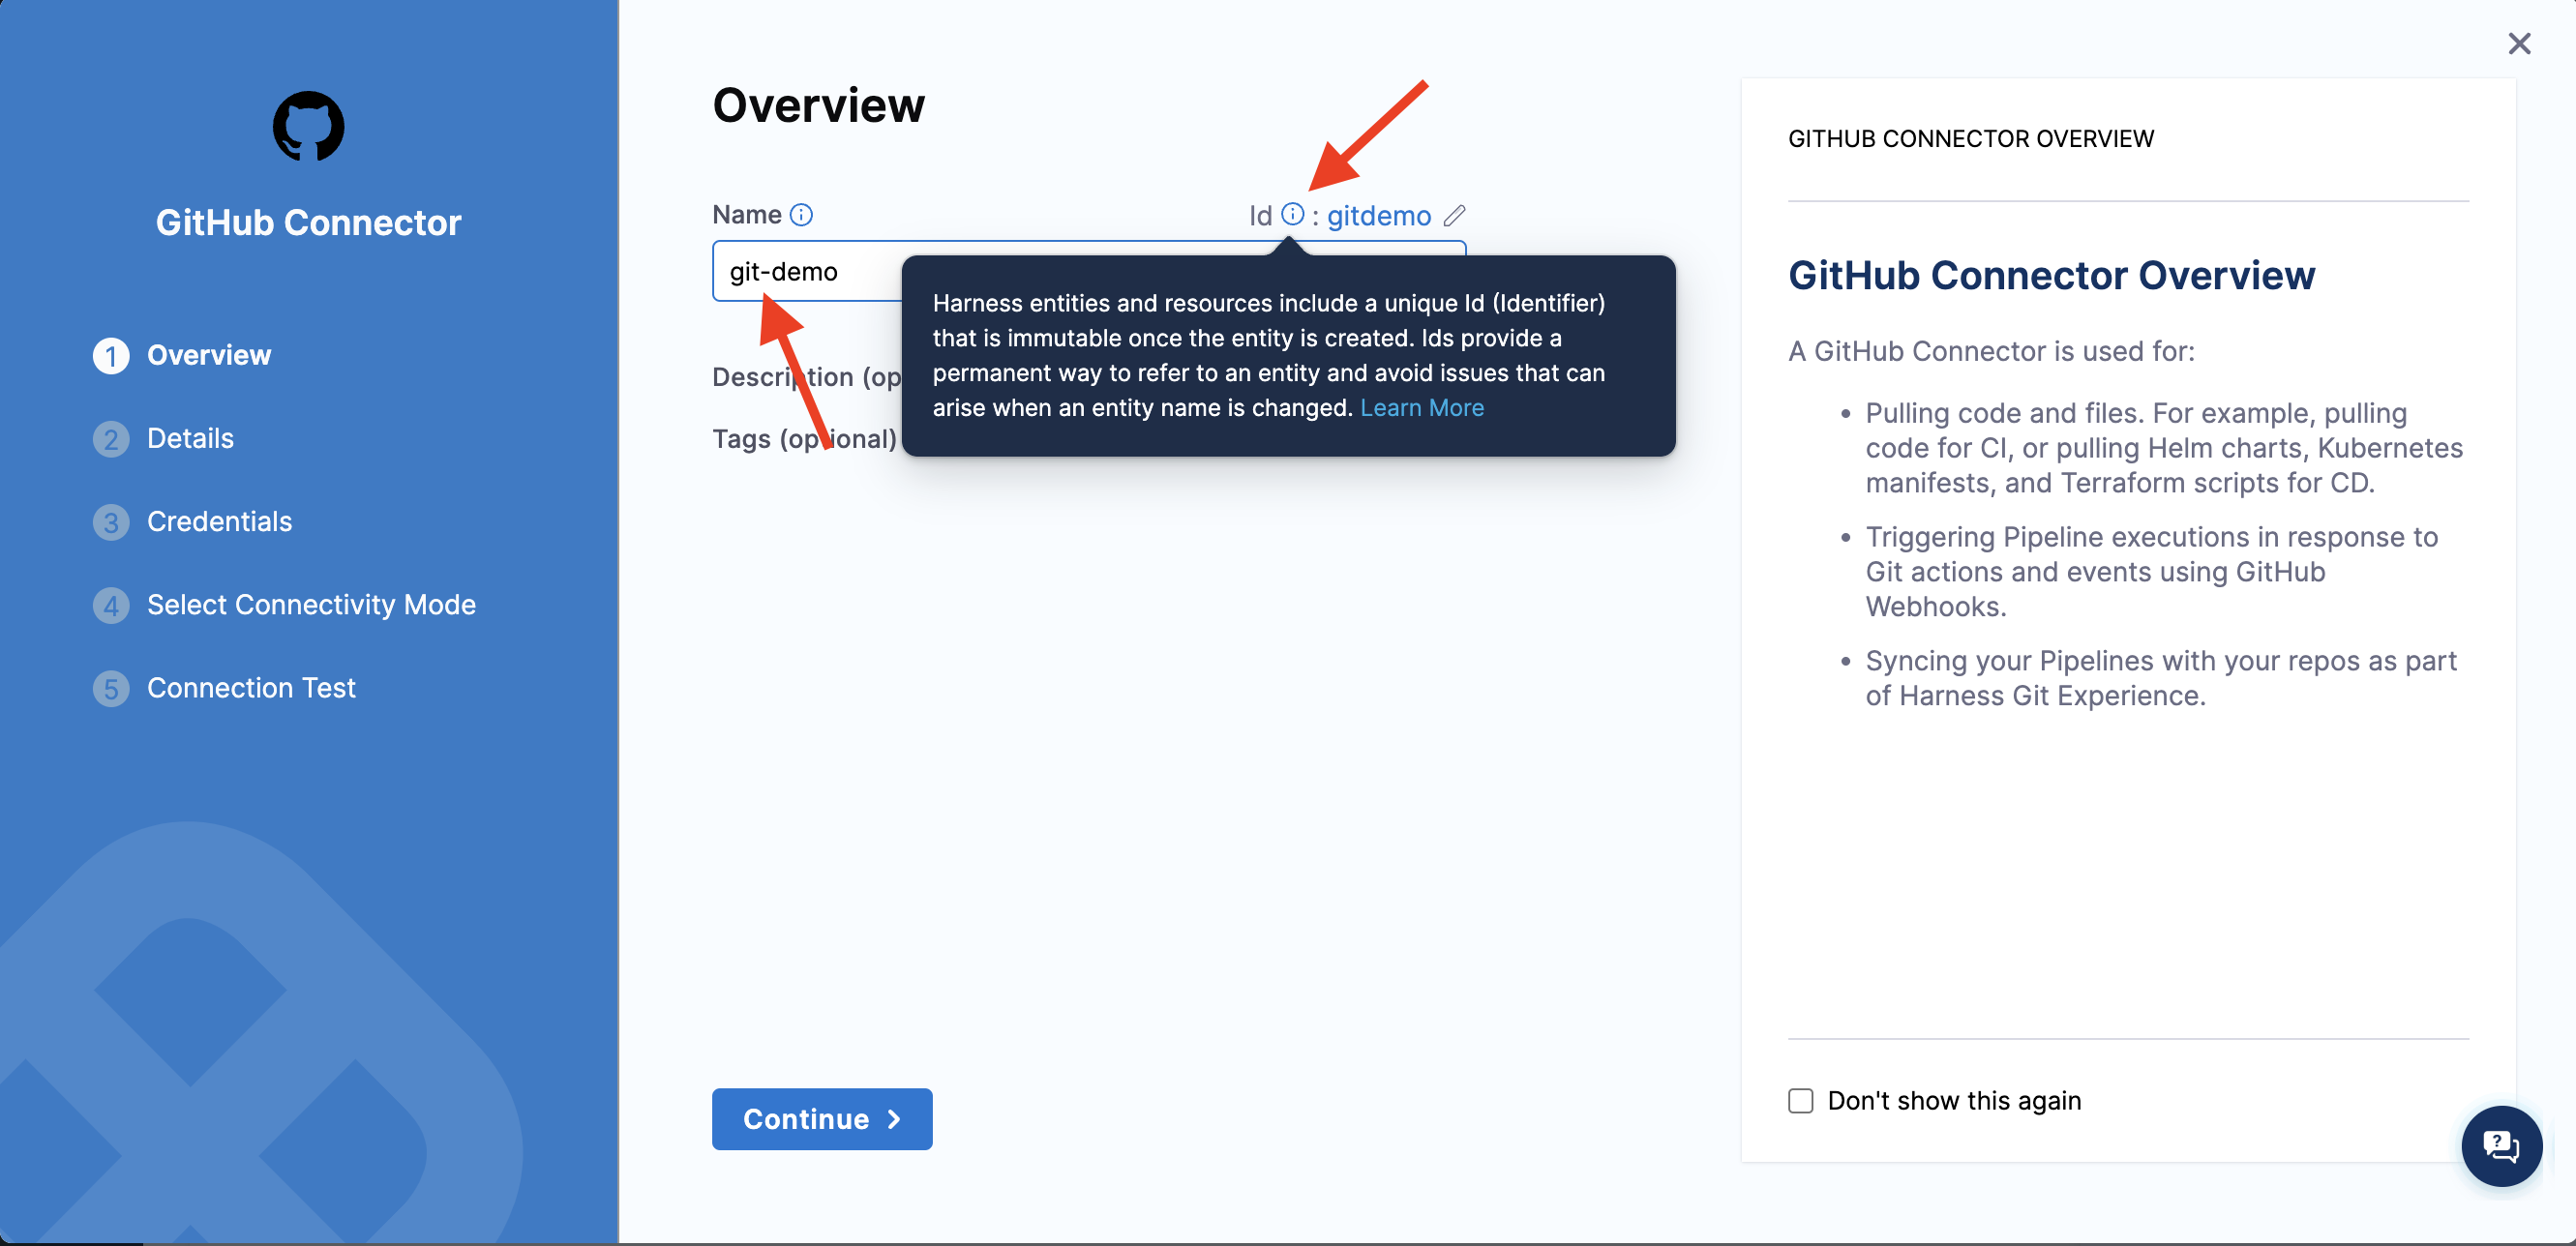 GitHub Connector
1 Overview
2 Details
3 Credentials
4 Select Connectivity Mode
5 Connection Test
Overview
Name
Id : gitdemo
git-demo
Harness entities and resources include a unique Id (Identifier)
that is immutable once the entity is created. Ids provide a
permanent way to refer to an entity and avoid issues that can
arise when an entity name is changed. Learn More
Description (op
Tags (optional)
Continue
GITHUB CONNECTOR OVERVIEW
GitHub Connector Overview
A GitHub Connector is used for:
• Pulling code and files. For example, pulling
code for CI, or pulling Helm charts, Kubernetes
manifests, and Terraform scripts for CD.
• Triggering Pipeline executions in response to
Git actions and events using GitHub
Webhooks.
• Syncing your Pipelines with your repos as part
of Harness Git Experience.
Don't show this again